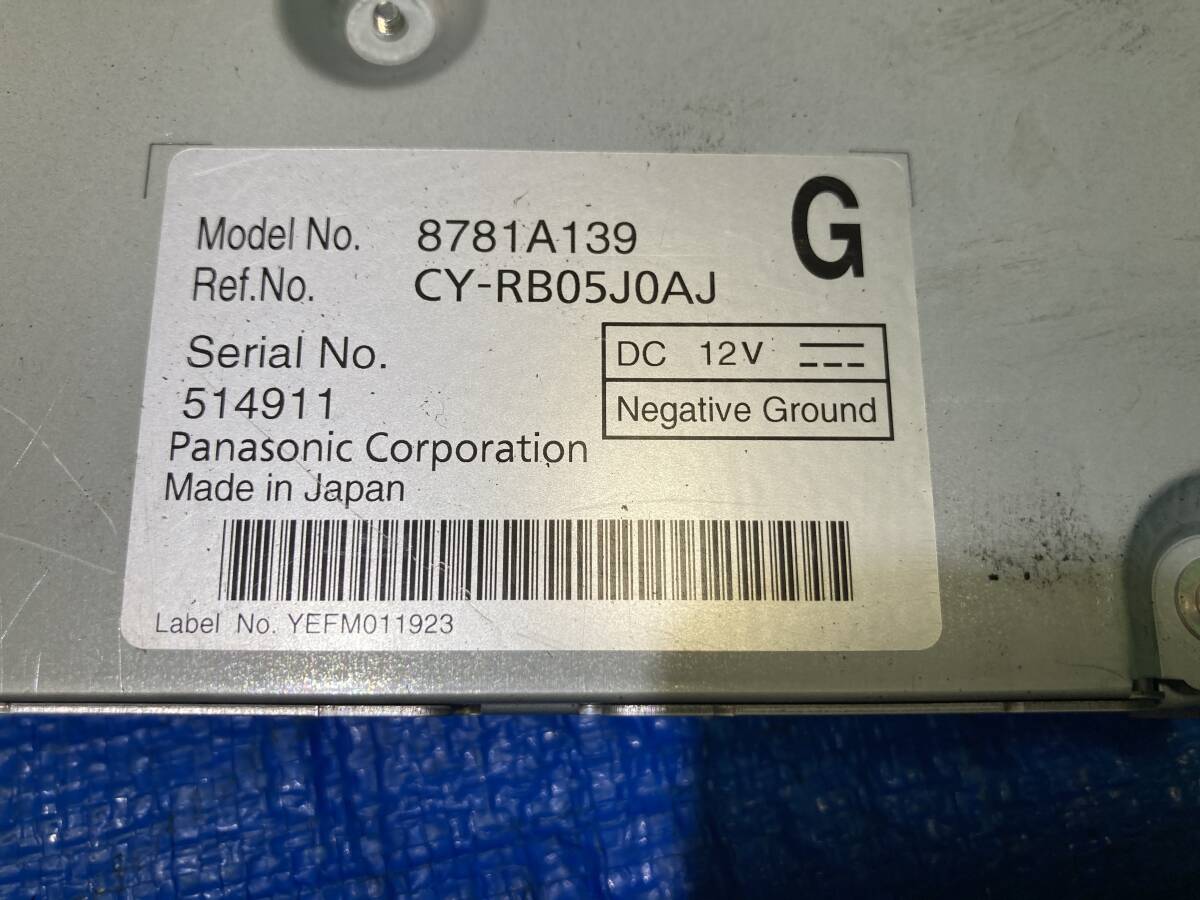 Model No. 8781A139
G
Ref.No. CY-RB05J0AJ
Serial No.
514911
DC 12V
Negative Ground
Panasonic Corporation
Made in Japan
Label No. YEFM011923